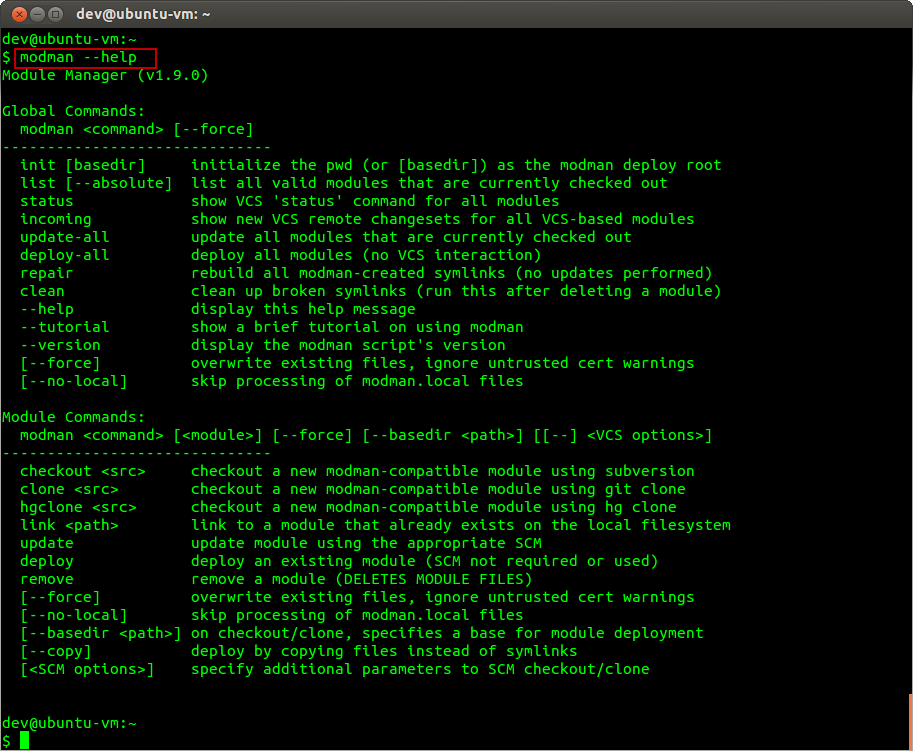 dev@ubuntu-vm: ~
dev@ubuntu-vm:~
$ modman --help
Module Manager (v1.9.0)

Global Commands:
  modman <command> [--force]
------------------------------
  init [basedir]     initialize the pwd (or [basedir]) as the modman deploy root
  list [--absolute]  list all valid modules that are currently checked out
  status             show VCS 'status' command for all modules
  incoming           show new VCS remote changesets for all VCS-based modules
  update-all         update all modules that are currently checked out
  deploy-all         deploy all modules (no VCS interaction)
  repair             rebuild all modman-created symlinks (no updates performed)
  clean              clean up broken symlinks (run this after deleting a module)
  --help             display this help message
  --tutorial         show a brief tutorial on using modman
  --version          display the modman script's version
  [--force]          overwrite existing files, ignore untrusted cert warnings
  [--no-local]       skip processing of modman.local files

Module Commands:
  modman <command> [<module>] [--force] [--basedir <path>] [[--] <VCS options>]
------------------------------
  checkout <src>     checkout a new modman-compatible module using subversion
  clone <src>        checkout a new modman-compatible module using git clone
  hgclone <src>      checkout a new modman-compatible module using hg clone
  link <path>        link to a module that already exists on the local filesystem
  update             update module using the appropriate SCM
  deploy             deploy an existing module (SCM not required or used)
  remove             remove a module (DELETES MODULE FILES)
  [--force]          overwrite existing files, ignore untrusted cert warnings
  [--no-local]       skip processing of modman.local files
  [--basedir <path>] on checkout/clone, specifies a base for module deployment
  [--copy]           deploy by copying files instead of symlinks
  [<SCM options>]    specify additional parameters to SCM checkout/clone

dev@ubuntu-vm:~
$